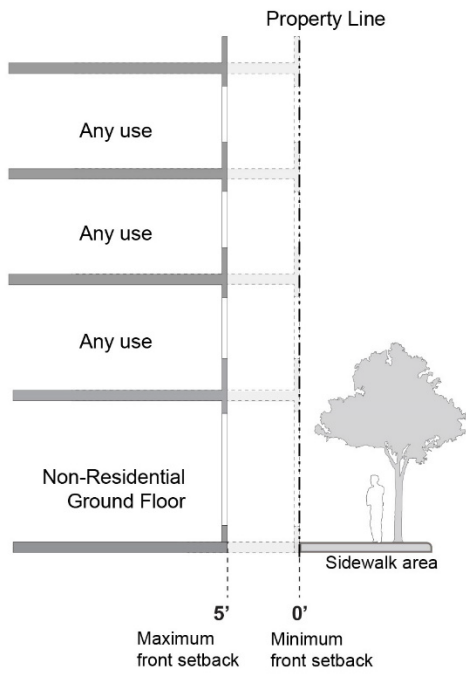 Property Line
Any use
Any use
Any use
Non-Residential
Ground Floor
Sidewalk area
5’
0’
Maximum
front setback
Minimum
front setback